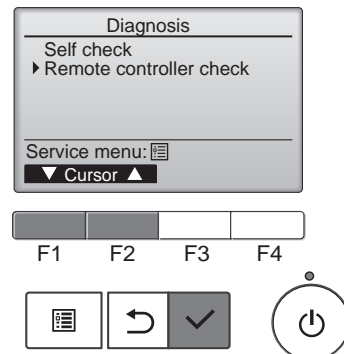 Diagnosis
Self check
Remote controller check
Service menu:
▼ Cursor ▲
F1 F2 F3 F4